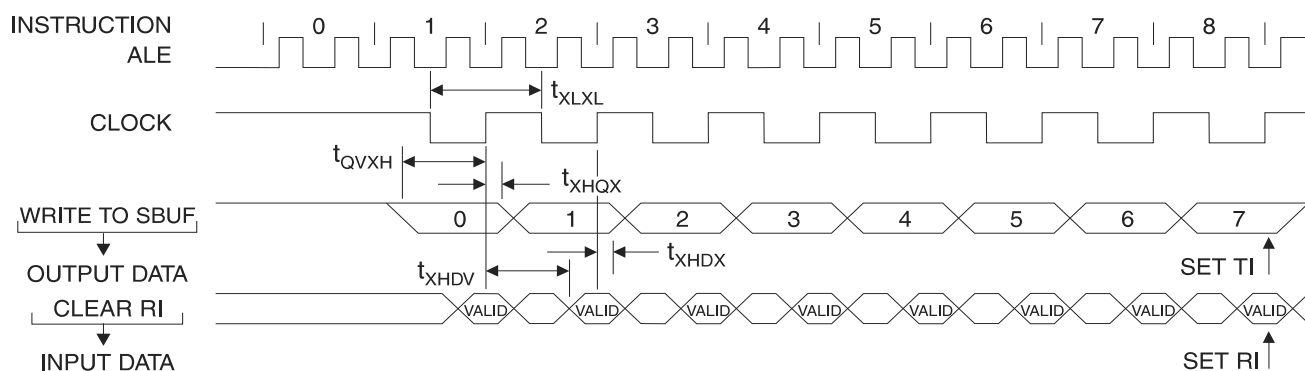 INSTRUCTION 0 1 2 3 4 5 6 7 8
ALE
tXLXL
CLOCK
tQVXH
tXHQX
WRITE TO SBUF 0 1 2 3 4 5 6 7
tXHDX
OUTPUT DATA tXHDV SET TI
CLEAR RI VALID VALID VALID VALID VALID VALID VALID VALID
INPUT DATA SET RI